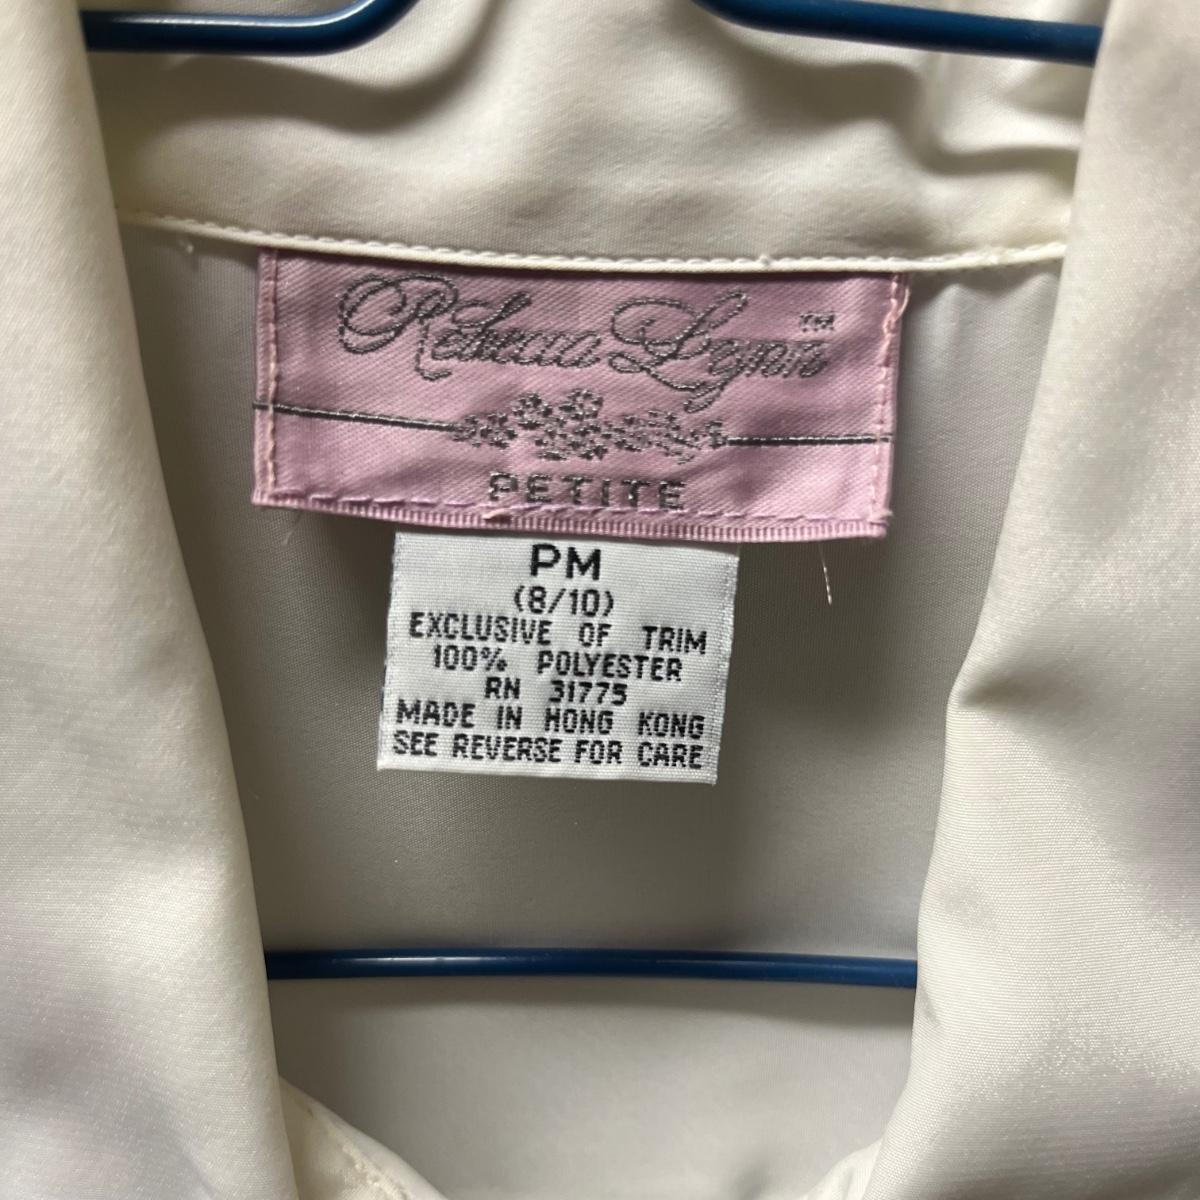 Rebecca Lynn™
PETITE
PM
(8/10)
EXCLUSIVE OF TRIM
100% POLYESTER
RN 31775
MADE IN HONG KONG
SEE REVERSE FOR CARE